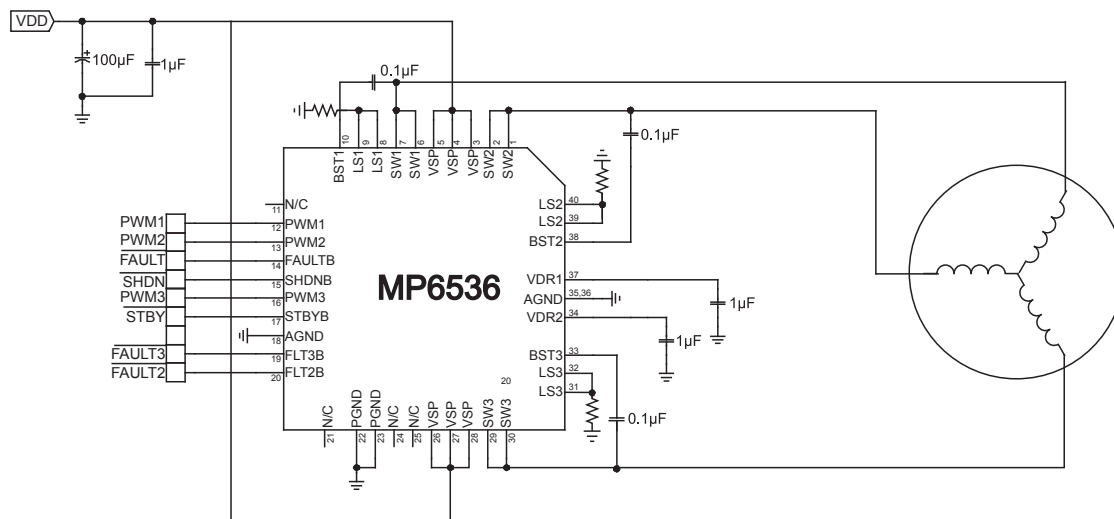 VDD
100µF
1µF
0.1µF
0.1µF
10 9 8 7 6 5 4 3 2 1
BST1 LS1 LS1 SW1 SW1 VSP VSP VSP SW2 SW2
N/C
11
PWM1
12
PWM1
PWM2
13
PWM2
FAULT
14
FAULTB
SHDN
15
SHDNB
PWM3
16
PWM3
STBY
17
STBYB
18
AGND
FAULT3
19
FLT3B
FAULT2
20
FLT2B
MP6536
LS2 40
LS2 39
BST2 38
VDR1 37
1µF
AGND 35,36
VDR2 34
1µF
BST3 33
LS3 32
20
LS3 31
0.1µF
N/C PGND PGND N/C N/C VSP VSP VSP SW3 SW3
21 22 23 24 25 26 27 28 29 30